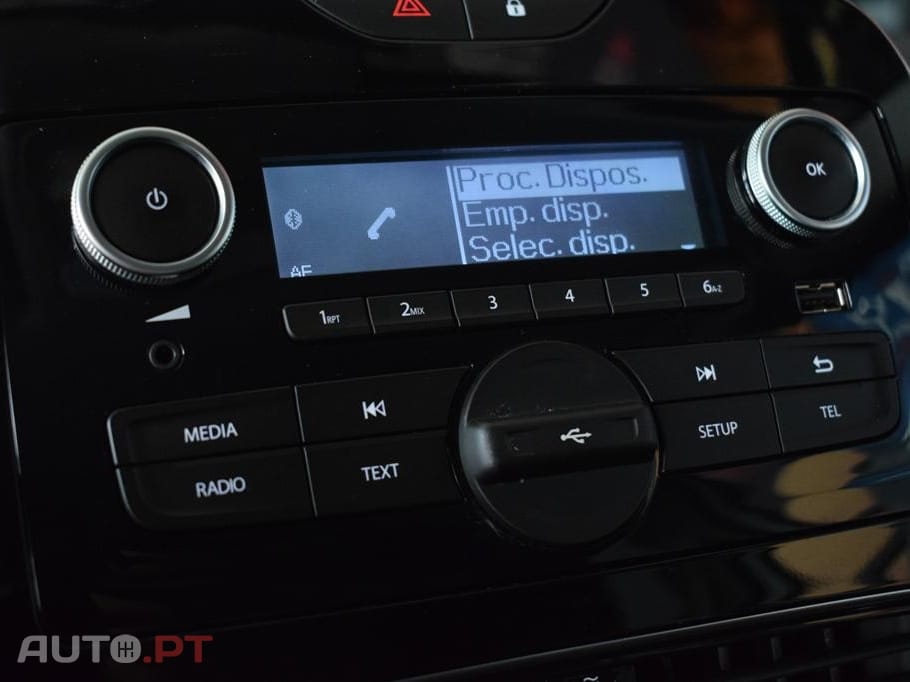 OK
Proc. Dispos.
Emp. disp.
Selec. disp.
AF
1RPT
2MIX
3
4
5
6A-Z
MEDIA
SETUP
TEL
RADIO
TEXT
AUTO.PT